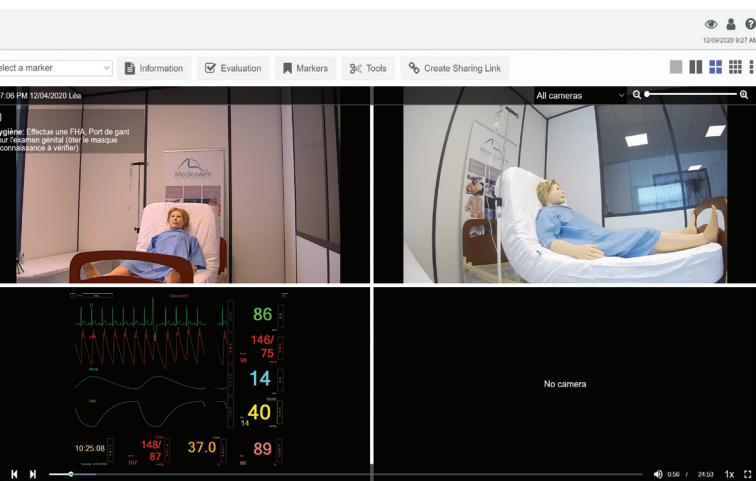 12/09/2020 9:27 AM
elect a marker
Information
Evaluation
Markers
Tools
Create Sharing Link
7:06 PM 12/04/2020 Léa
All cameras
ygiène: Effectue une FHA, Port de gant
our l'examen génital (ôter le masque
connaissance à vérifier)
Medicalem
86
146/
75
98
14
40
14
10:25:08
148/
87
107
37.0
89
86
No camera
0:56 / 24:53 1x